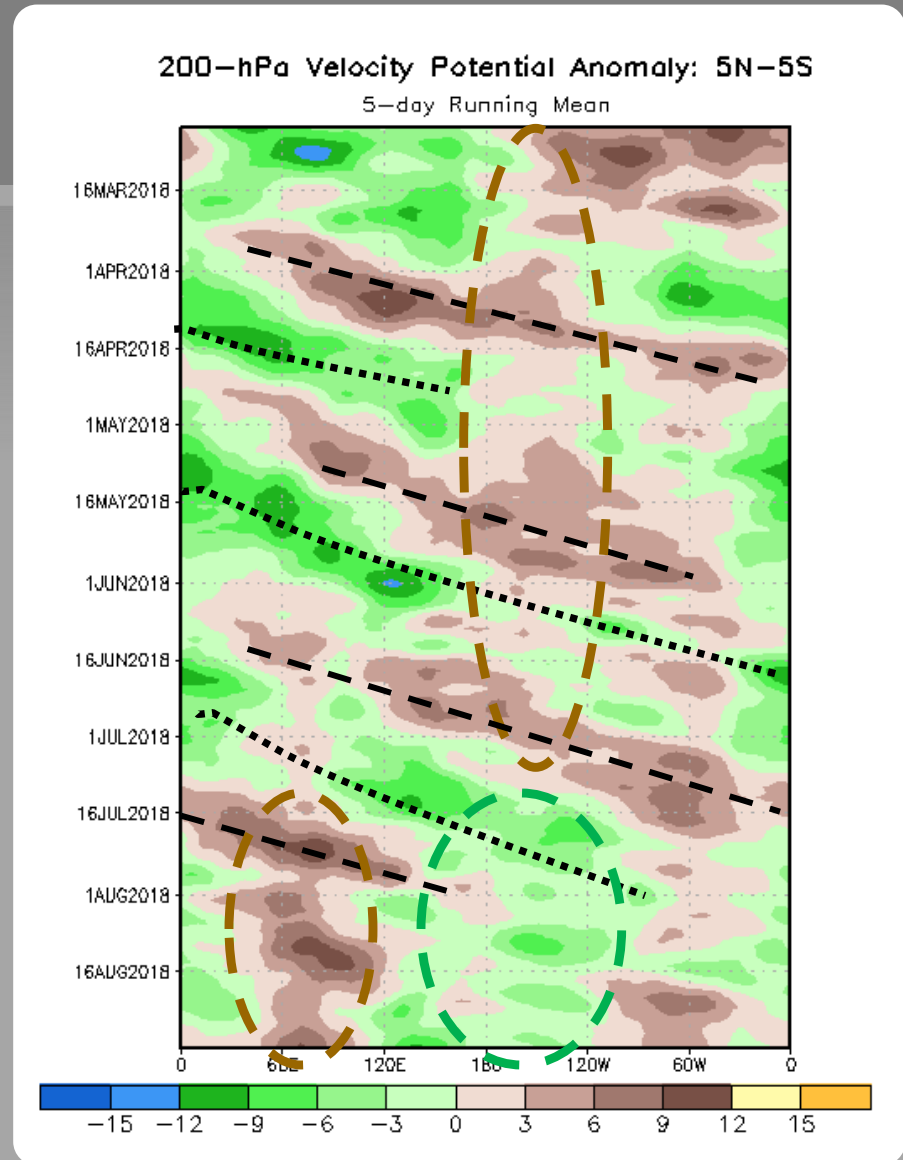 200-hPa Velocity Potential Anomaly: 5N-5S
5-day Running Mean
16MAR2018
1APR2018
16APR2018
1MAY2018
16MAY2018
1JUN2018
16JUN2018
1JUL2018
16JUL2018
1AUG2018
16AUG2018
0 60E 120E 180 120W 60W 0
-15 -12 -9 -6 -3 0 3 6 9 12 15